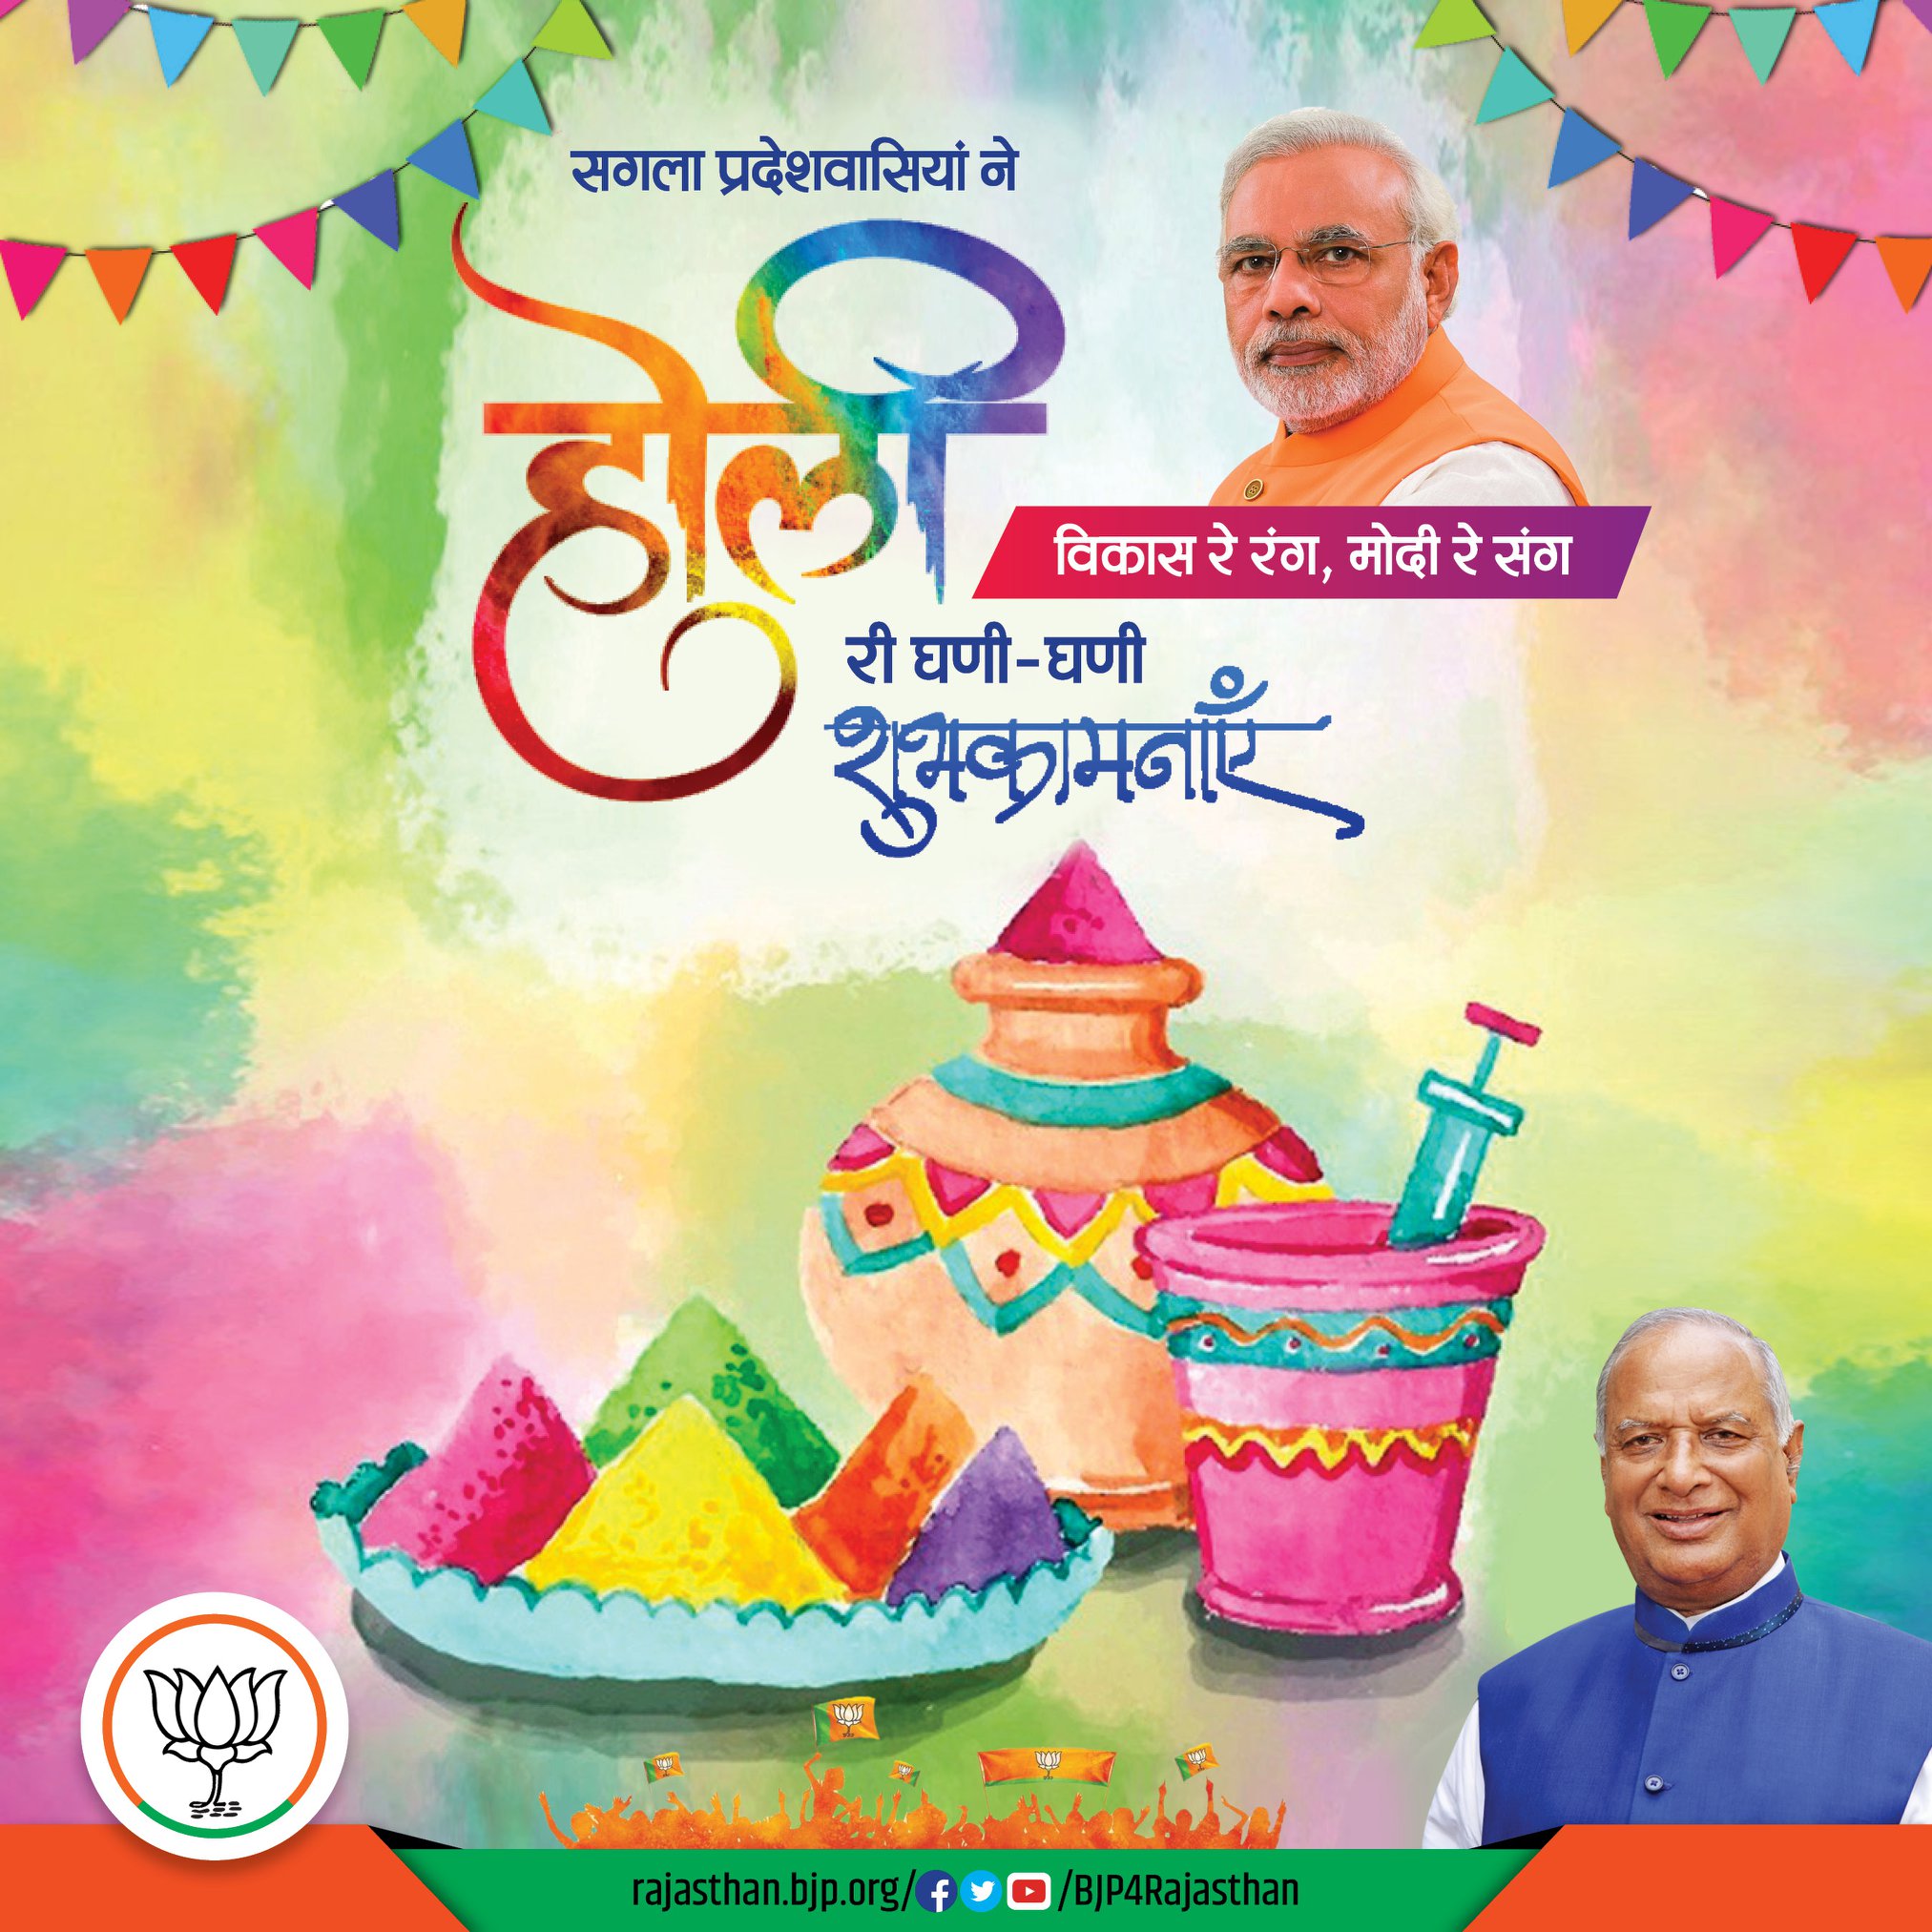 सगला प्रदेशवासियां ने
होली
विकास रे रंग, मोदी रे संग
री घणी-घणी
शुभकामनाएँ
rajasthan.bjp.org/ /BJP4Rajasthan